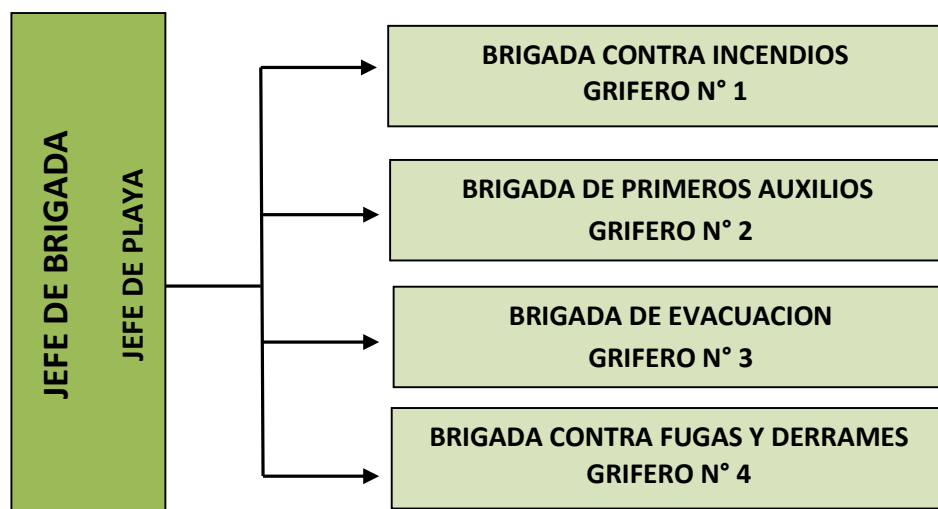 JEFE DE BRIGADA
JEFE DE PLAYA
BRIGADA CONTRA INCENDIOS
GRIFERO N° 1
BRIGADA DE PRIMEROS AUXILIOS
GRIFERO N° 2
BRIGADA DE EVACUACION
GRIFERO N° 3
BRIGADA CONTRA FUGAS Y DERRAMES
GRIFERO N° 4